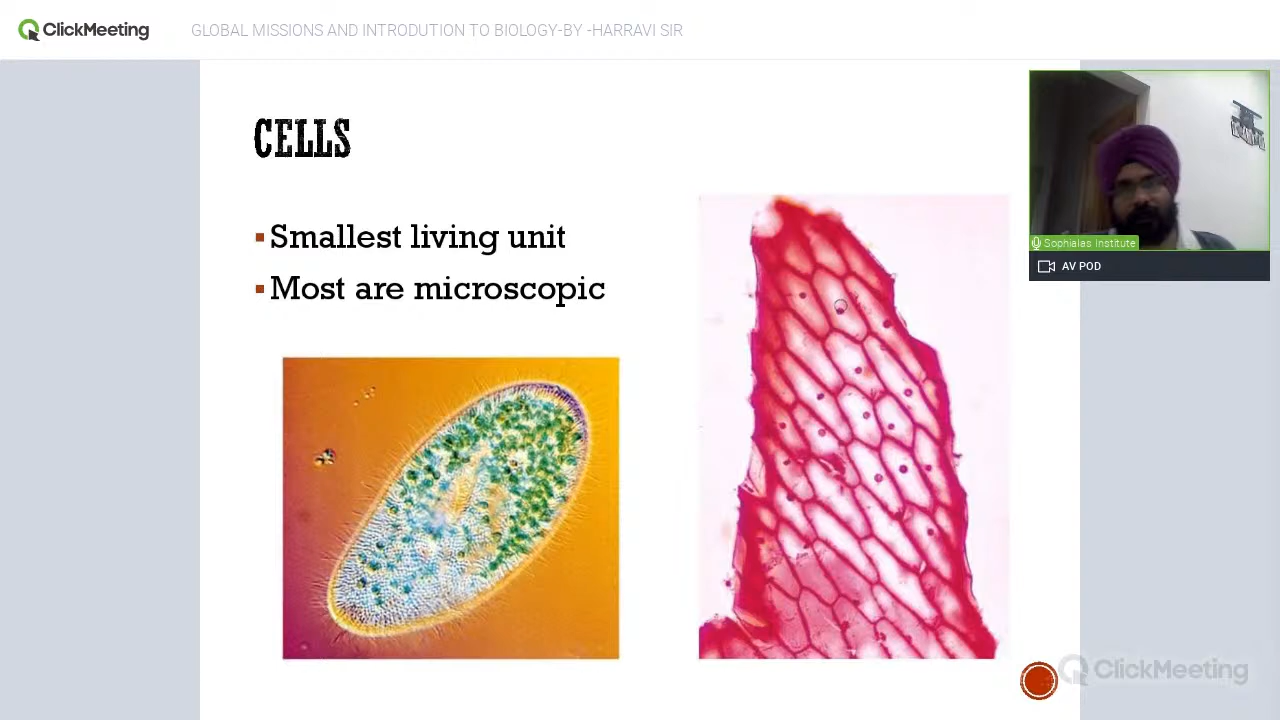 ClickMeeting
GLOBAL MISSIONS AND INTRODUTION TO BIOLOGY-BY -HARRAVI SIR
CELLS
Smallest living unit
Most are microscopic
Sophialas Institute
AV POD
ClickMeeting